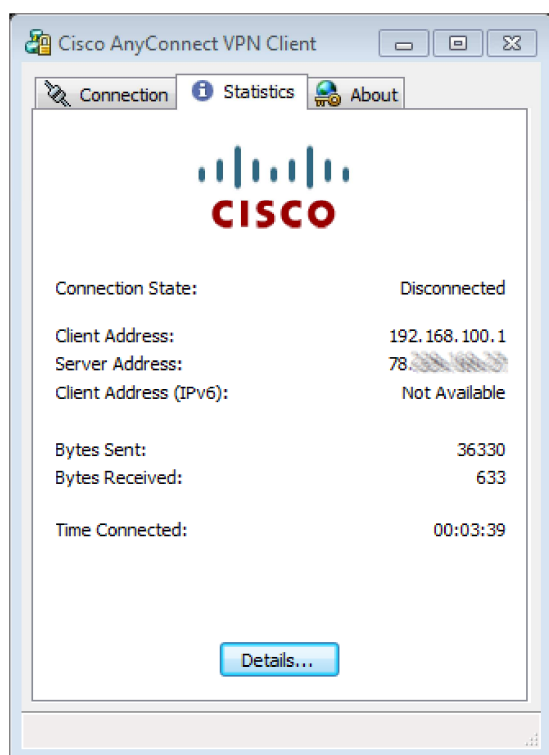 Cisco AnyConnect VPN Client
Connection Statistics About
CISCO
Connection State: Disconnected
Client Address: 192.168.100.1
Server Address: 78.
Client Address (IPv6): Not Available
Bytes Sent: 36330
Bytes Received: 633
Time Connected: 00:03:39
Details...